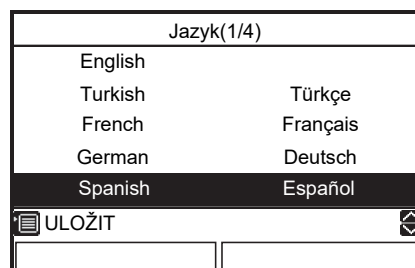 Jazyk(1/4)
English
Turkish Türkçe
French Français
German Deutsch
Spanish Español
ULOŽIT